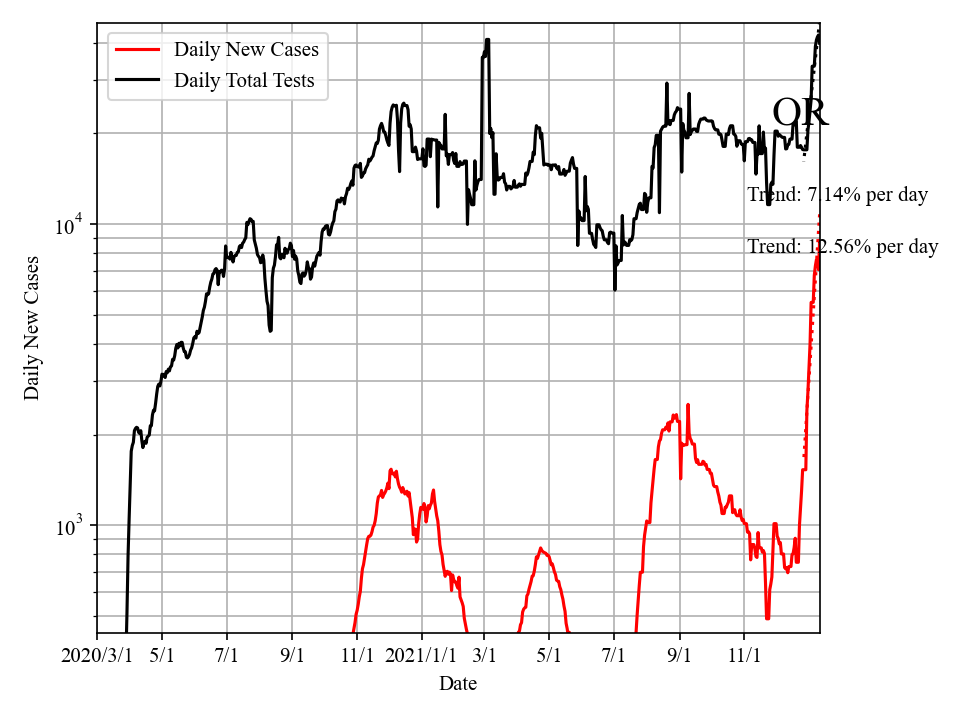 Daily New Cases
Daily Total Tests
OR
Trend: 7.14% per day
Trend: 12.56% per day
10^4
10^3
Daily New Cases
2020/3/1 5/1 7/1 9/1 11/1 2021/1/1 3/1 5/1 7/1 9/1 11/1
Date